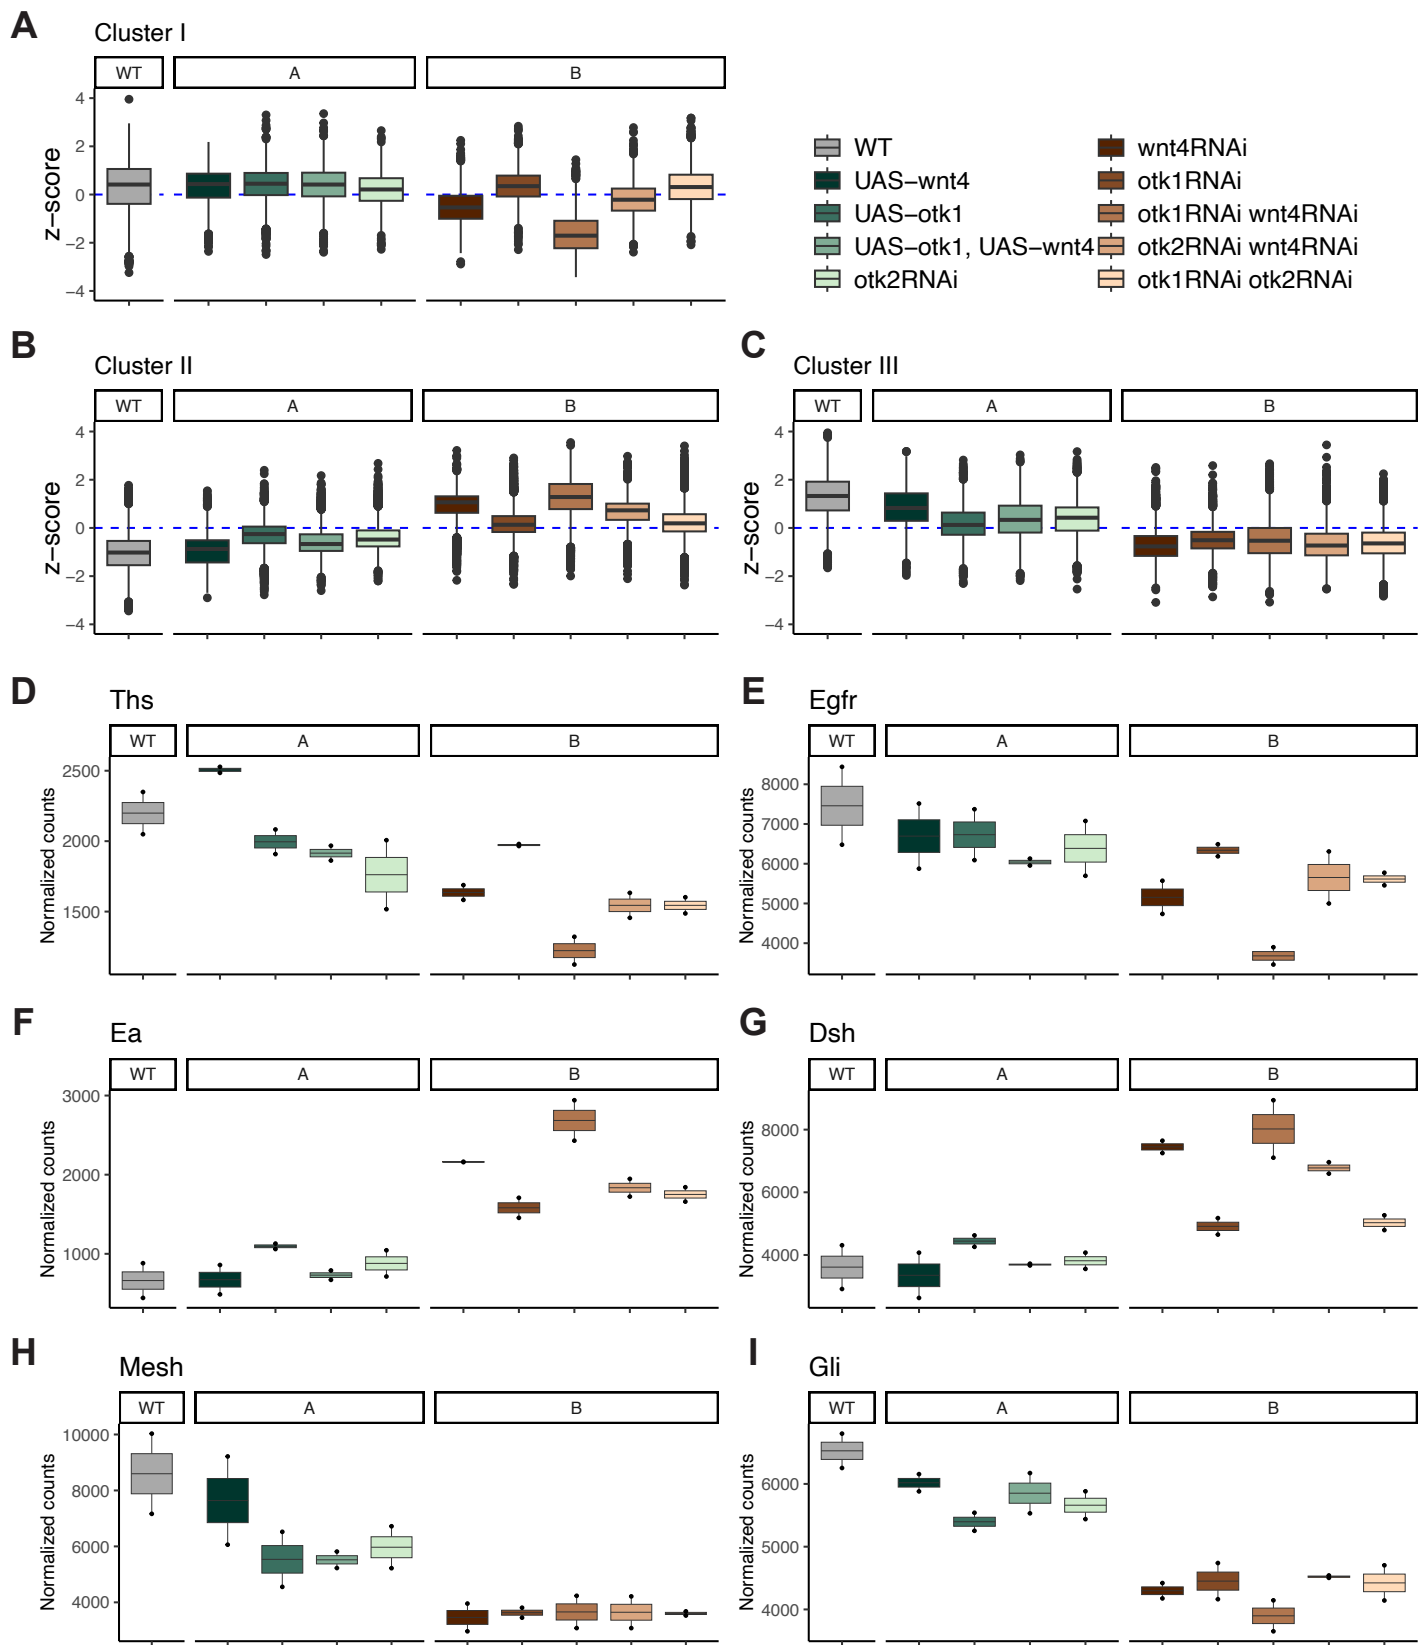 A
Cluster I
WT
A
B
z−score
4
2
0
−2
−4
WT
UAS−wnt4
UAS−otk1
UAS−otk1, UAS−wnt4
otk2RNAi
wnt4RNAi
otk1RNAi
otk1RNAi wnt4RNAi
otk2RNAi wnt4RNAi
otk1RNAi otk2RNAi
B
Cluster II
WT
A
B
z−score
4
2
0
−2
−4
C
Cluster III
WT
A
B
z−score
4
2
0
−2
−4
D
Ths
WT
A
B
Normalized counts
2500
2000
1500
E
Egfr
WT
A
B
Normalized counts
8000
7000
6000
5000
4000
F
Ea
WT
A
B
Normalized counts
3000
2000
1000
G
Dsh
WT
A
B
Normalized counts
8000
6000
4000
H
Mesh
WT
A
B
Normalized counts
10000
8000
6000
4000
I
Gli
WT
A
B
Normalized counts
6000
5000
4000